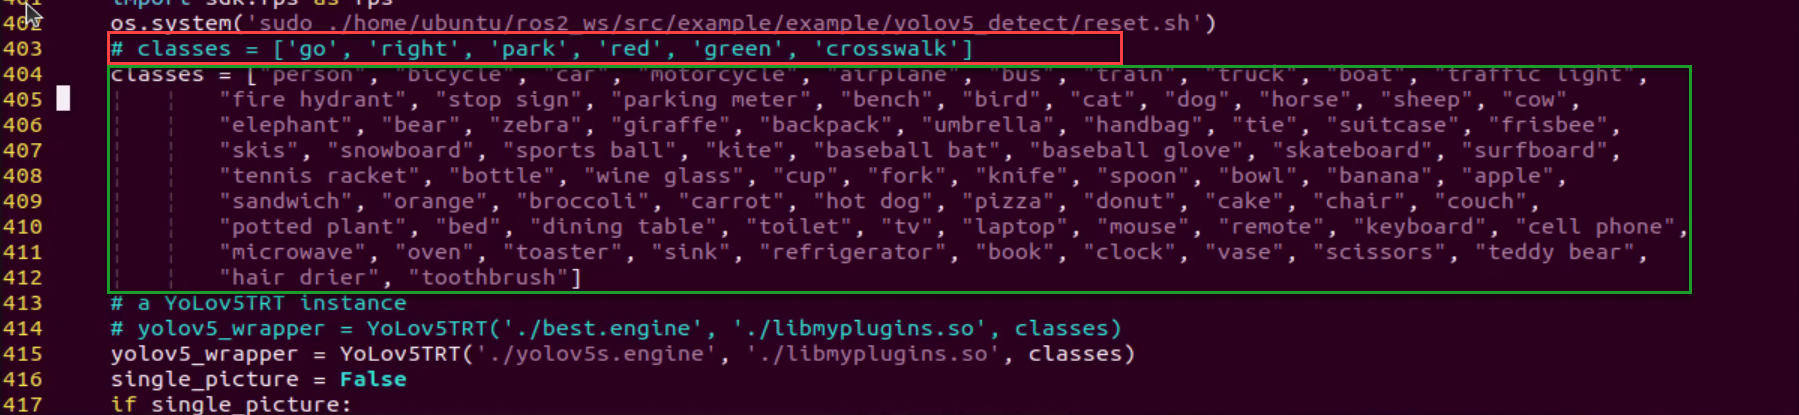 401 import sdk.fps as fps
402 os.system('sudo ./home/ubuntu/ros2_ws/src/example/example/yolov5_detect/reset.sh')
403 # classes = ['go', 'right', 'park', 'red', 'green', 'crosswalk']
404 classes = ["person", "bicycle", "car", "motorcycle", "airplane", "bus", "train", "truck", "boat", "traffic light",
405 "fire hydrant", "stop sign", "parking meter", "bench", "bird", "cat", "dog", "horse", "sheep", "cow",
406 "elephant", "bear", "zebra", "giraffe", "backpack", "umbrella", "handbag", "tie", "suitcase", "frisbee",
407 "skis", "snowboard", "sports ball", "kite", "baseball bat", "baseball glove", "skateboard", "surfboard",
408 "tennis racket", "bottle", "wine glass", "cup", "fork", "knife", "spoon", "bowl", "banana", "apple",
409 "sandwich", "orange", "broccoli", "carrot", "hot dog", "pizza", "donut", "cake", "chair", "couch",
410 "potted plant", "bed", "dining table", "toilet", "tv", "laptop", "mouse", "remote", "keyboard", "cell phone",
411 "microwave", "oven", "toaster", "sink", "refrigerator", "book", "clock", "vase", "scissors", "teddy bear",
412 "hair drier", "toothbrush"]
413 # a YoLov5TRT instance
414 # yolov5_wrapper = YoLov5TRT('./best.engine', './libmyplugins.so', classes)
415 yolov5_wrapper = YoLov5TRT('./yolov5s.engine', './libmyplugins.so', classes)
416 single_picture = False
417 if single_picture: